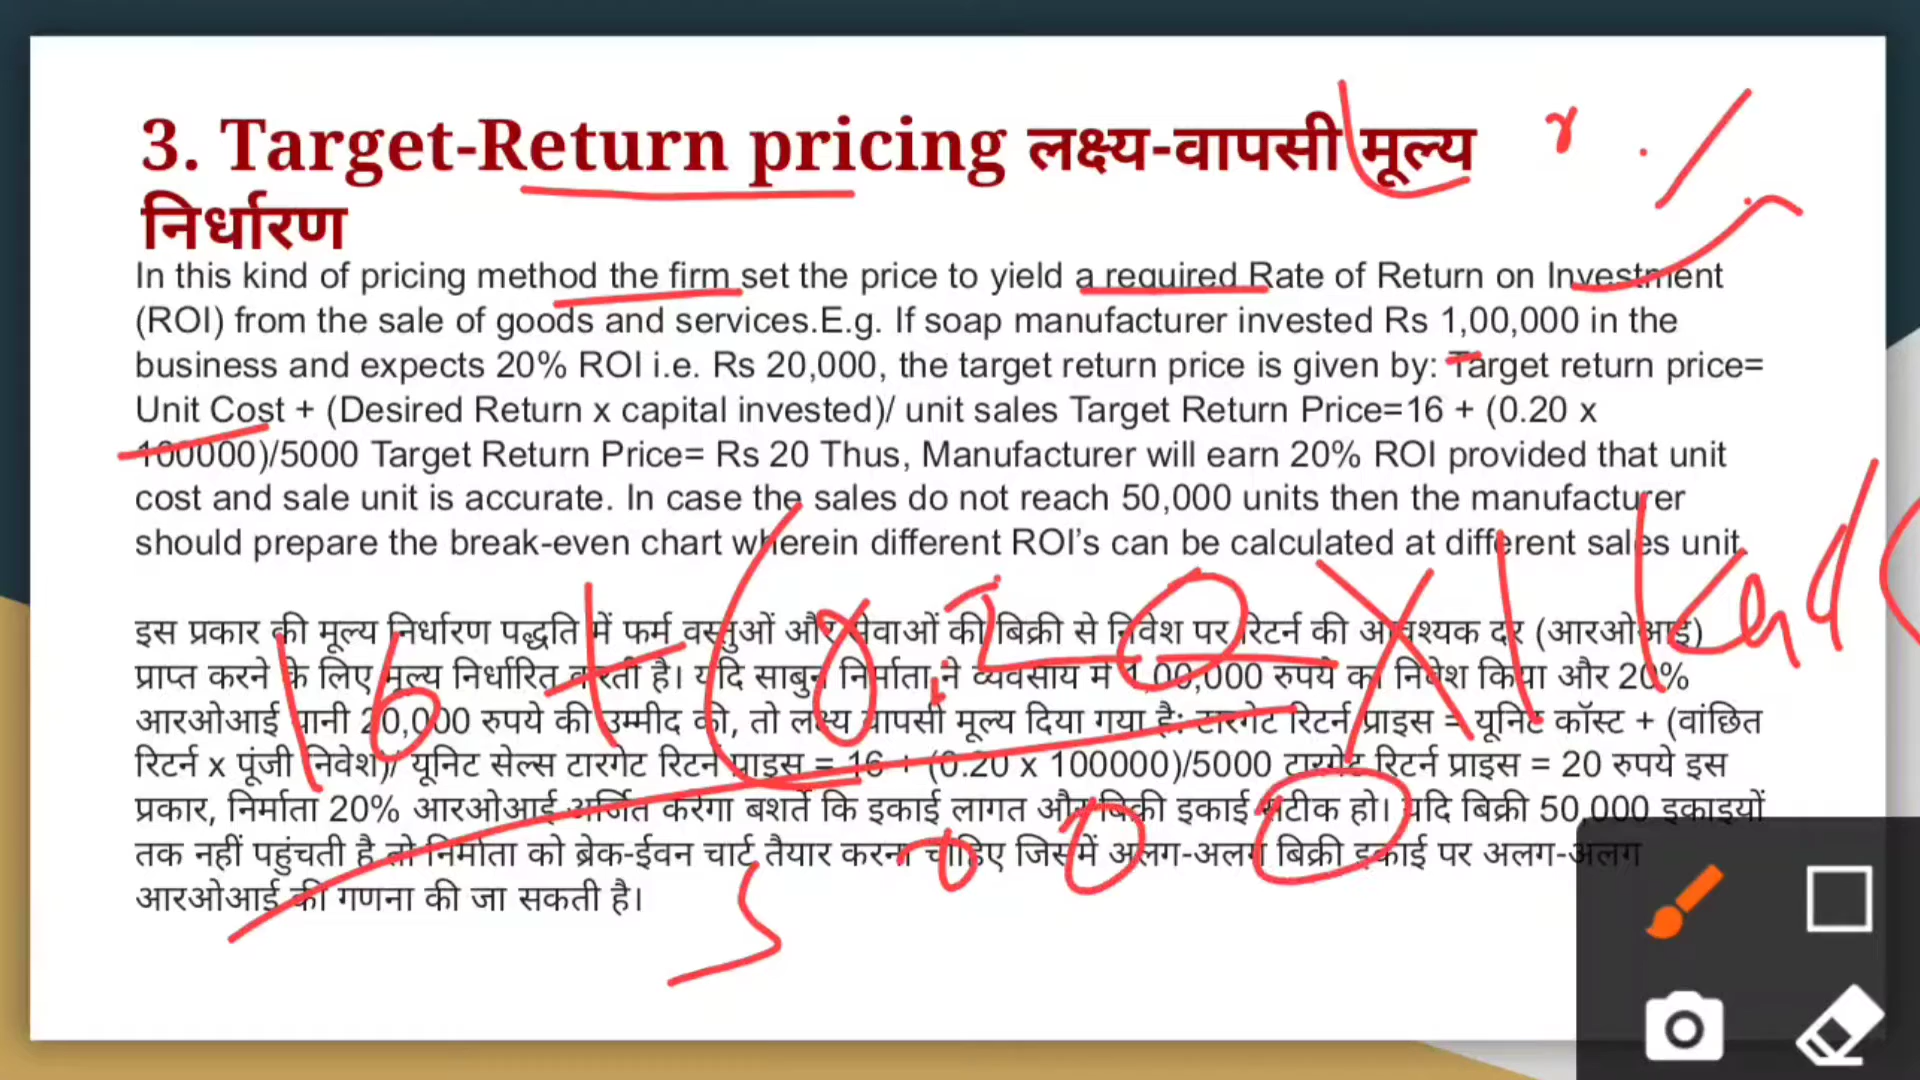 3. Target-Return pricing लक्ष्य-वापसी मूल्य
निर्धारण
In this kind of pricing method the firm set the price to yield a required Rate of Return on Investment
(ROI) from the sale of goods and services.E.g. If soap manufacturer invested Rs 1,00,000 in the
business and expects 20% ROI i.e. Rs 20,000, the target return price is given by: Target return price=
Unit Cost + (Desired Return x capital invested)/ unit sales Target Return Price=16 + (0.20 x
100000)/5000 Target Return Price= Rs 20 Thus, Manufacturer will earn 20% ROI provided that unit
cost and sale unit is accurate. In case the sales do not reach 50,000 units then the manufacturer
should prepare the break-even chart wherein different ROI’s can be calculated at different sales unit.
इस प्रकार की मूल्य निर्धारण पद्धति में फर्म वस्तुओं और सेवाओं की बिक्री से निवेश पर रिटर्न की आवश्यक दर (आरओआई)
प्राप्त करने के लिए मूल्य निर्धारित करती है। यदि साबुन निर्माता ने व्यवसाय में 1,00,000 रुपये का निवेश किया और 20%
आरओआई यानी 20,000 रुपये की उम्मीद की, तो लक्ष्य वापसी मूल्य दिया गया है: टारगेट रिटर्न प्राइस = यूनिट कॉस्ट + (वांछित
रिटर्न x पूंजी निवेश)/ यूनिट सेल्स टारगेट रिटर्न प्राइस = 16 + (0.20 x 100000)/5000 टारगेट रिटर्न प्राइस = 20 रुपये इस
प्रकार, निर्माता 20% आरओआई अर्जित करेगा बशर्ते कि इकाई लागत और बिक्री इकाई सटीक हो। यदि बिक्री 50,000 इकाइयों
तक नहीं पहुंचती है तो निर्माता को ब्रेक-ईवन चार्ट तैयार करना चाहिए जिसमें अलग-अलग बिक्री इकाई पर अलग-अलग
आरओआई की गणना की जा सकती है।
16 + (0.20 X 1
5000